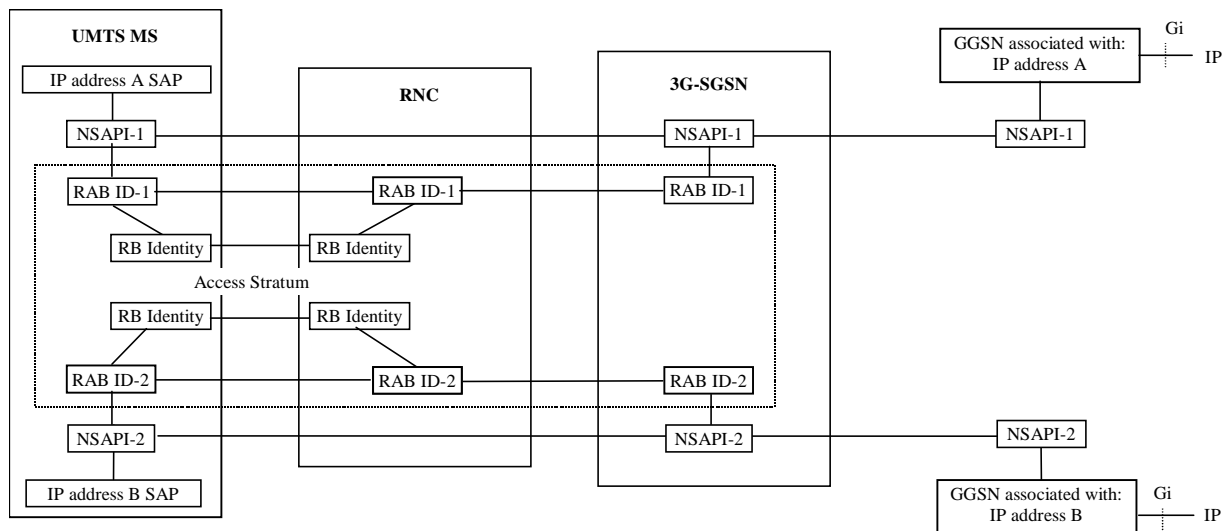 UMTS MS
GGSN associated with:
IP address A
Gi
IP
IP address A SAP
RNC
3G-SGSN
NSAPI-1
NSAPI-1
NSAPI-1
RAB ID-1
RAB ID-1
RAB ID-1
RB Identity
RB Identity
Access Stratum
RB Identity
RB Identity
RAB ID-2
RAB ID-2
RAB ID-2
NSAPI-2
NSAPI-2
NSAPI-2
IP address B SAP
GGSN associated with:
IP address B
Gi
IP